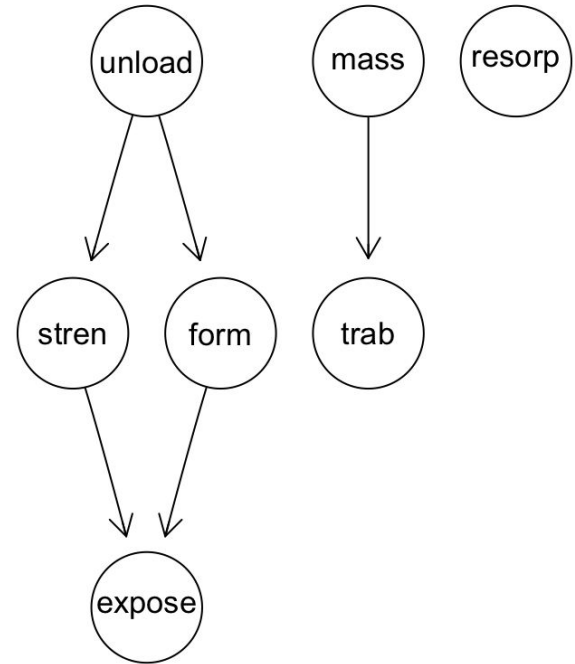 unload
mass
resorp
stren
form
trab
expose